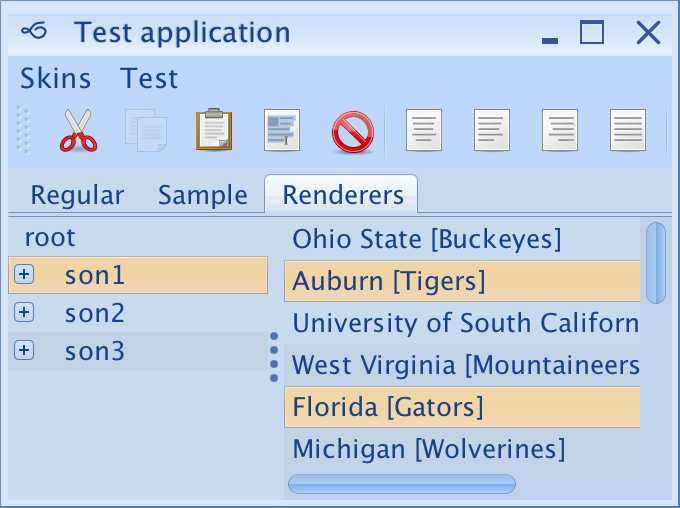 Test application
Skins Test
Regular Sample Renderers
root
son1
son2
son3
Ohio State [Buckeyes]
Auburn [Tigers]
University of South Californ
West Virginia [Mountaineers
Florida [Gators]
Michigan [Wolverines]